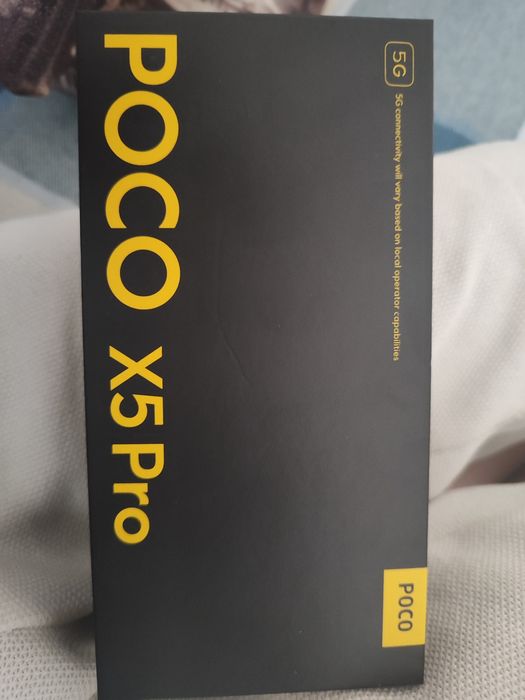 5G
5G connectivity will vary based on local operator capabilities
POCO
POCO X5 Pro